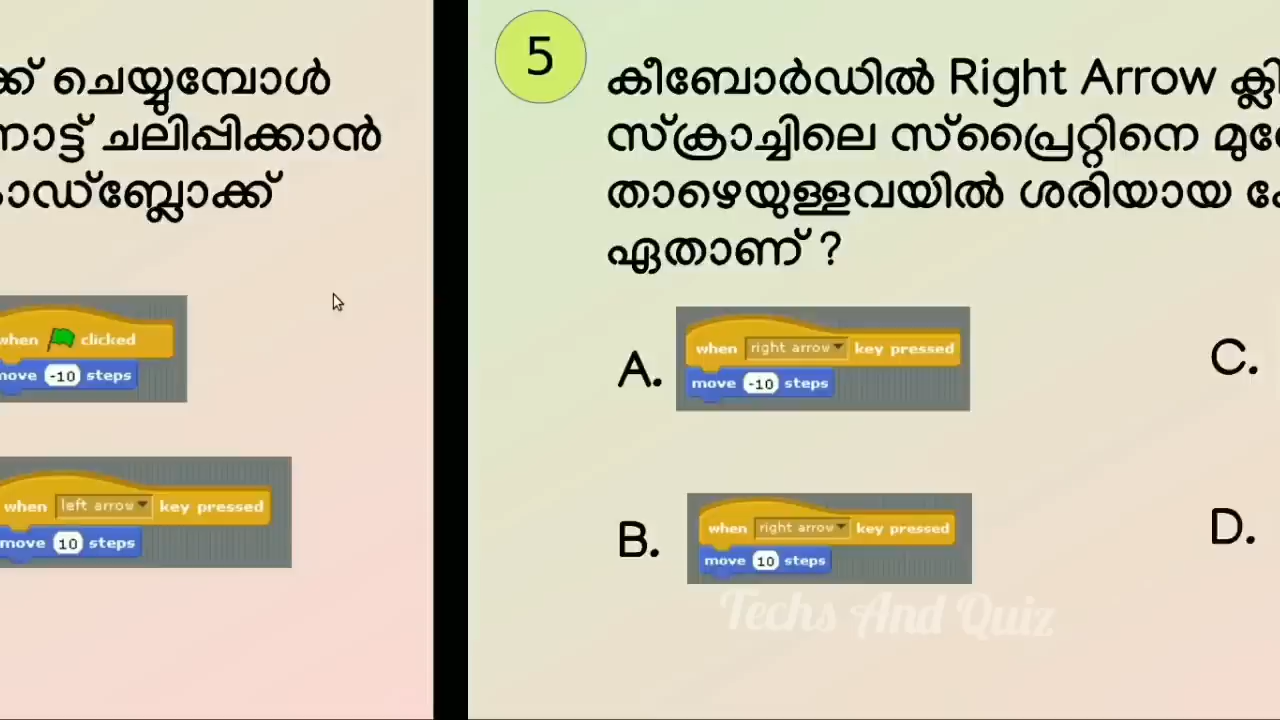 ചെയ്യുമ്പോൾ
ചലിപ്പിക്കാൻ
when clicked
move -10 steps
when left arrow key pressed
move 10 steps
5
കീബോർഡിൽ Right Arrow
സ്ക്രാച്ചിലെ സ്പ്രൈറ്റിനെ
താഴെയുള്ളവയിൽ ശരിയായ
ഏതാണ് ?
A.
when right arrow key pressed
move -10 steps
B.
when right arrow key pressed
move 10 steps
C.
D.
Techs And Quiz